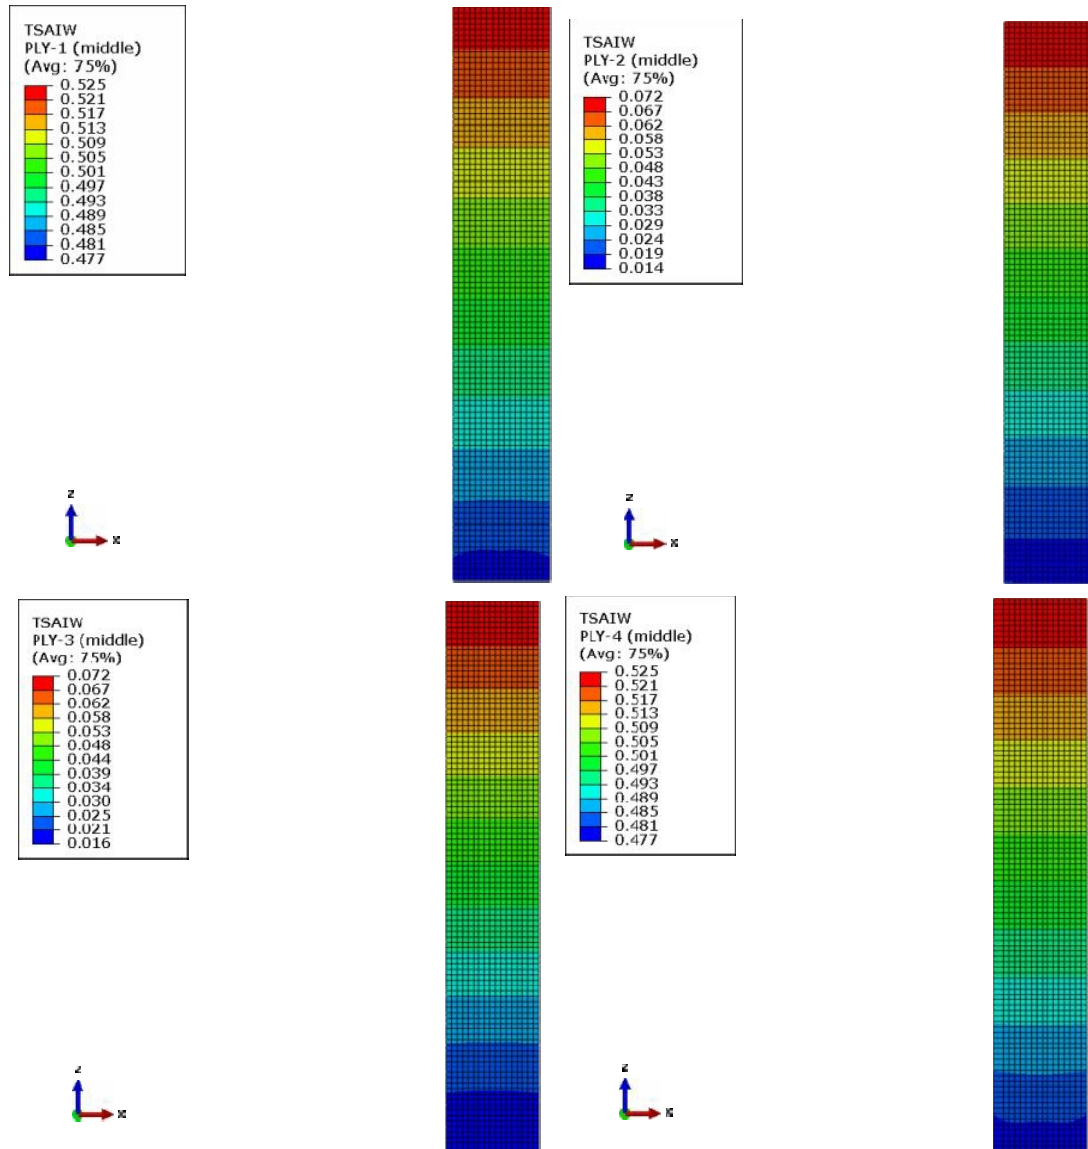 TSAIW
PLY-1 (middle)
(Avg: 75%)
0.525
0.521
0.517
0.513
0.509
0.505
0.501
0.497
0.493
0.489
0.485
0.481
0.477
z
x
TSAIW
PLY-2 (middle)
(Avg: 75%)
0.072
0.067
0.062
0.058
0.053
0.048
0.043
0.038
0.033
0.029
0.024
0.019
0.014
z
x
TSAIW
PLY-3 (middle)
(Avg: 75%)
0.072
0.067
0.062
0.058
0.053
0.048
0.044
0.039
0.034
0.030
0.025
0.021
0.016
z
x
TSAIW
PLY-4 (middle)
(Avg: 75%)
0.525
0.521
0.517
0.513
0.509
0.505
0.501
0.497
0.493
0.489
0.485
0.481
0.477
z
x